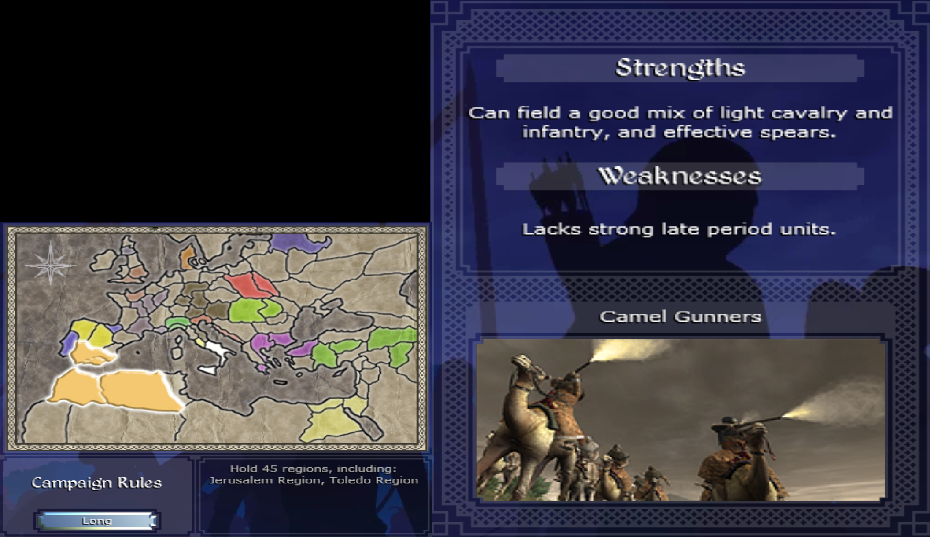 Strengths
Can field a good mix of light cavalry and
infantry, and effective spears.
Weaknesses
Lacks strong late period units.
Camel Gunners
Campaign Rules
Long
Hold 45 regions, including:
Jerusalem Region, Toledo Region